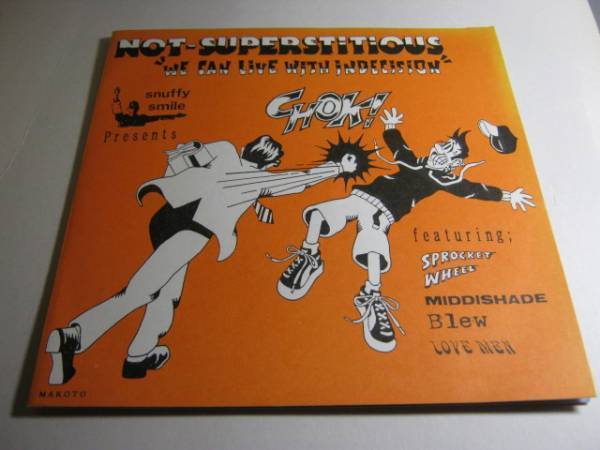 NOT-SUPERSTITIOUS
"WE CAN LIVE WITH INDECISION"
snuffy
smile
Presents
CHOK!
featuring;
SPROCKET
WHEEL
MIDDISHADE
Blew
LOVE MEN
MAKOTO